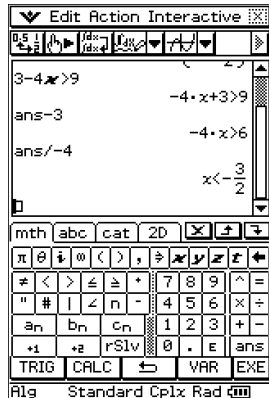 Edit Action Interactive
3-4x>9
-4·x+3>9
ans-3
-4·x>6
ans/-4
x<-3/2
mth abc cat 2D
π θ i ∞ ( ) , ⇒ x y z t ←
≠ < > ≤ ≥ 7 8 9 ^ =
" # | ∠ 4 5 6 × ÷
an bn cn 1 2 3 + -
+1 +2 rSlv 0 . E ans
TRIG CALC VAR EXE
Alg Standard Cplx Rad